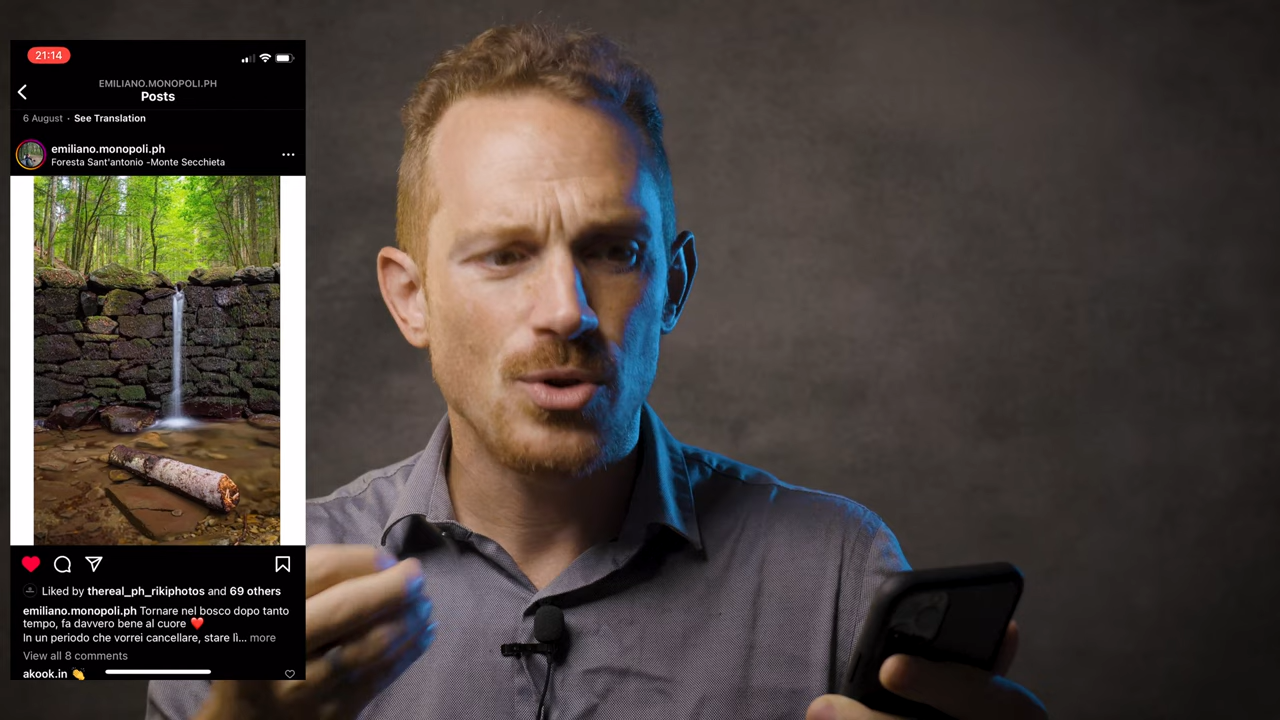 21:14
EMILIANO.MONOPOLI.PH
Posts
6 August · See Translation
emiliano.monopoli.ph
Foresta Sant'antonio -Monte Secchieta
Liked by thereal_ph_rikiphotos and 69 others
emiliano.monopoli.ph Tornare nel bosco dopo tanto
tempo, fa davvero bene al cuore ❤️
In un periodo che vorrei cancellare, stare lì... more
View all 8 comments
akook.in 👏